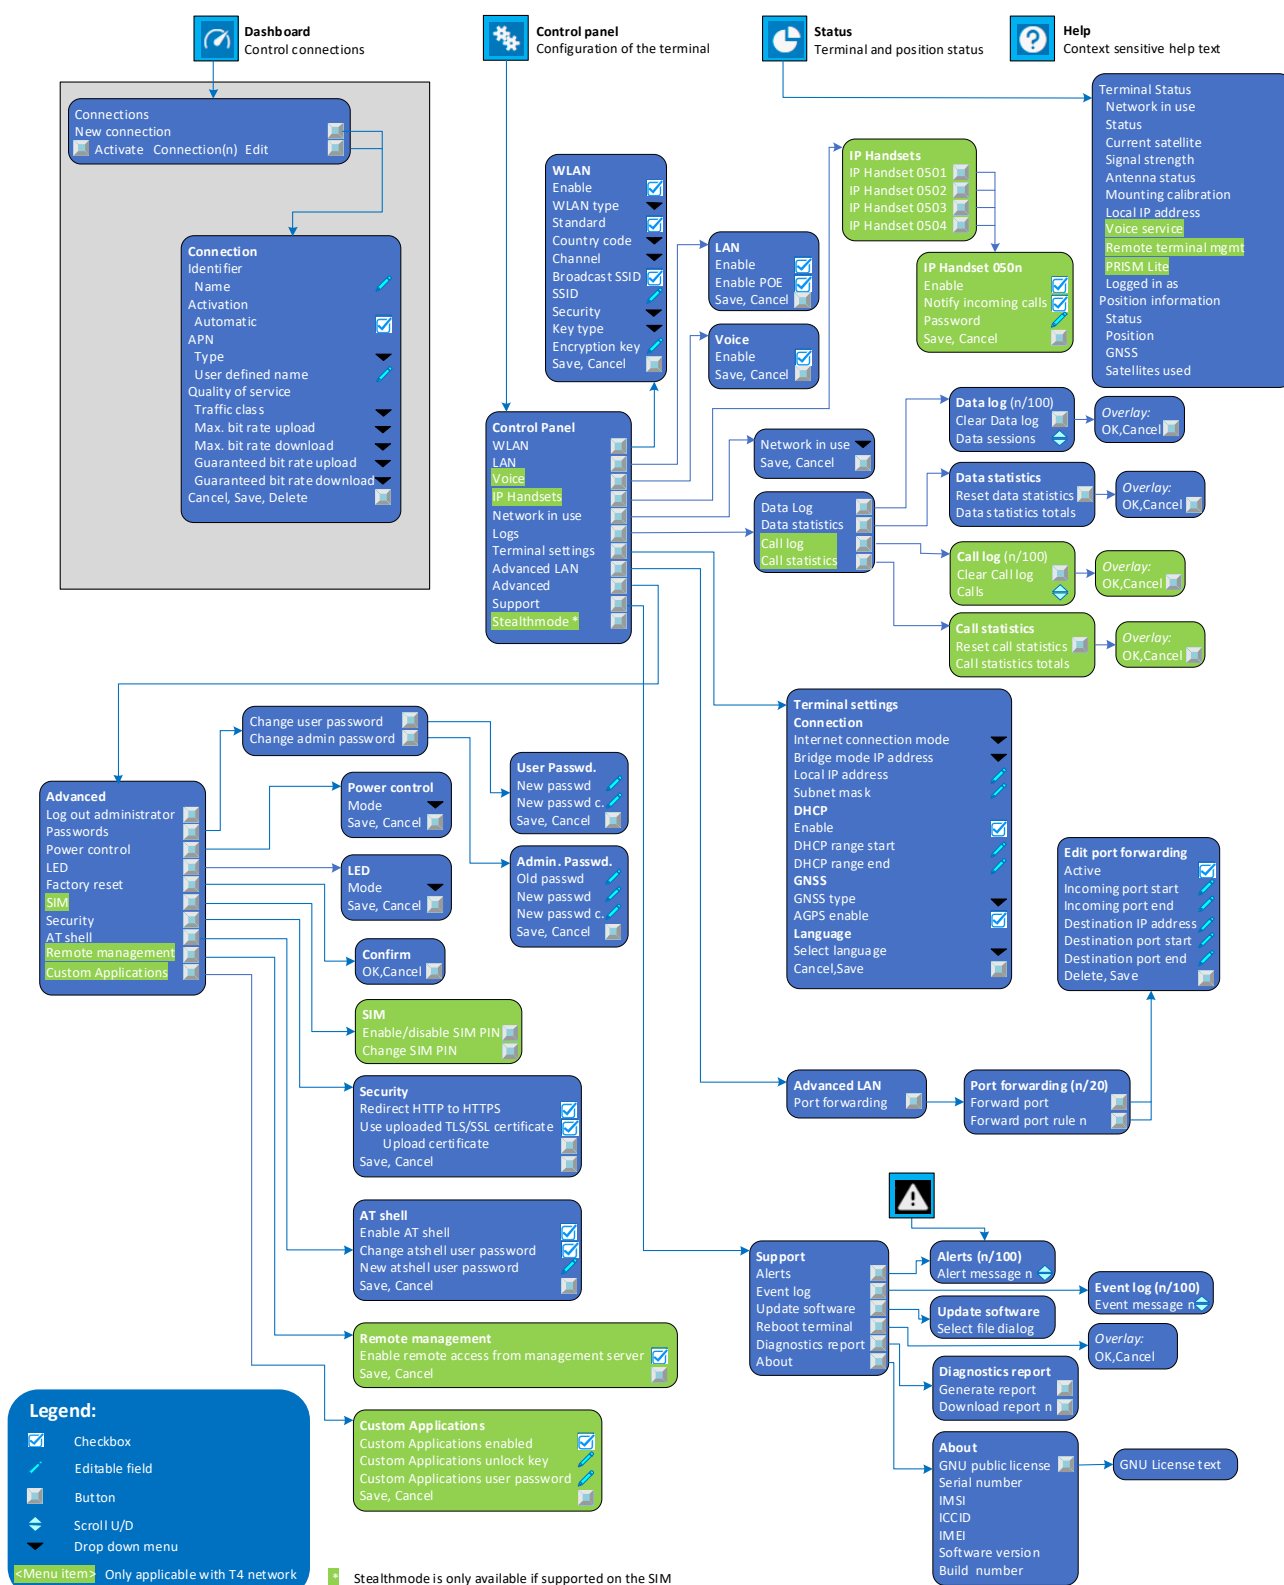 Dashboard
Control connections
Control panel
Configuration of the terminal
Status
Terminal and position status
Help
Context sensitive help text
Connections
New connection
Activate Connection(n) Edit
Connection
Identifier
Name
Activation
Automatic
APN
Type
User defined name
Quality of service
Traffic class
Max. bit rate upload
Max. bit rate download
Guaranteed bit rate upload
Guaranteed bit rate download
Cancel, Save, Delete
WLAN
Enable
WLAN type
Standard
Country code
Channel
Broadcast SSID
SSID
Security
Key type
Encryption key
Save, Cancel
LAN
Enable
Enable POE
Save, Cancel
Voice
Enable
Save, Cancel
IP Handsets
IP Handset 0501
IP Handset 0502
IP Handset 0503
IP Handset 0504
IP Handset 050n
Enable
Notify incoming calls
Password
Save, Cancel
Terminal Status
Network in use
Status
Current satellite
Signal strength
Antenna status
Mounting calibration
Local IP address
Voice service
Remote terminal mgmt
PRISM Lite
Logged in as
Position information
Status
Position
GNSS
Satellites used
Control Panel
WLAN
LAN
Voice
IP Handsets
Network in use
Logs
Terminal settings
Advanced LAN
Advanced
Support
Stealthmode *
Network in use
Save, Cancel
Data Log
Data statistics
Call log
Call statistics
Data log (n/100)
Clear Data log
Data sessions
Overlay:
OK,Cancel
Data statistics
Reset data statistics
Data statistics totals
Overlay:
OK,Cancel
Call log (n/100)
Clear Call log
Calls
Overlay:
OK,Cancel
Call statistics
Reset call statistics
Call statistics totals
Overlay:
OK,Cancel
Advanced
Log out administrator
Passwords
Power control
LED
Factory reset
SIM
Security
AT shell
Remote management
Custom Applications
Change user password
Change admin password
Power control
Mode
Save, Cancel
LED
Mode
Save, Cancel
Confirm
OK,Cancel
User Passwd.
New passwd
New passwd c.
Save, Cancel
Admin. Passwd.
Old passwd
New passwd
New passwd c.
Save, Cancel
SIM
Enable/disable SIM PIN
Change SIM PIN
Security
Redirect HTTP to HTTPS
Use uploaded TLS/SSL certificate
Upload certificate
Save, Cancel
AT shell
Enable AT shell
Change atshell user password
New atshell user password
Save, Cancel
Remote management
Enable remote access from management server
Save, Cancel
Custom Applications
Custom Applications enabled
Custom Applications unlock key
Custom Applications user password
Save, Cancel
Terminal settings
Connection
Internet connection mode
Bridge mode IP address
Local IP address
Subnet mask
DHCP
Enable
DHCP range start
DHCP range end
GNSS
GNSS type
AGPS enable
Language
Select language
Cancel,Save
Edit port forwarding
Active
Incoming port start
Incoming port end
Destination IP address
Destination port start
Destination port end
Delete, Save
Advanced LAN
Port forwarding
Port forwarding (n/20)
Forward port
Forward port rule n
Support
Alerts
Event log
Update software
Reboot terminal
Diagnostics report
About
Alerts (n/100)
Alert message n
Event log (n/100)
Event message n
Update software
Select file dialog
Overlay:
OK,Cancel
Diagnostics report
Generate report
Download report n
About
GNU public license
Serial number
IMSI
ICCID
IMEI
Software version
Build number
GNU License text
Legend:
Checkbox
Editable field
Button
Scroll U/D
Drop down menu
<Menu item> Only applicable with T4 network
* Stealthmode is only available if supported on the SIM